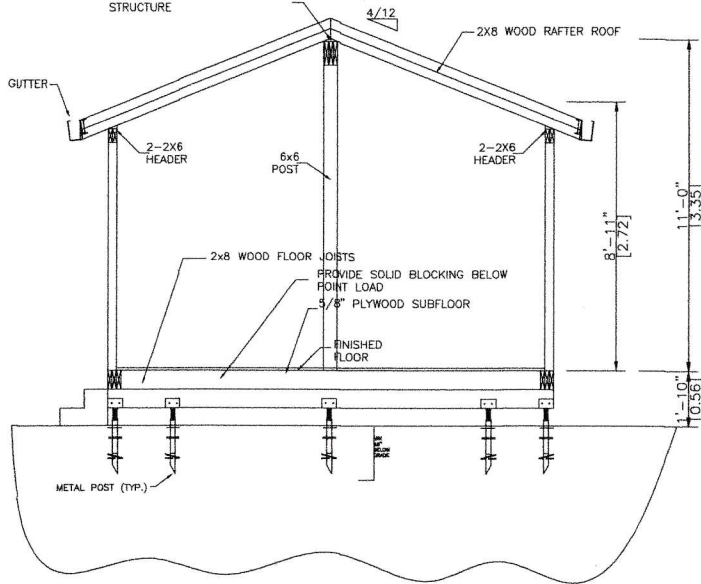 STRUCTURE
4/12
2X8 WOOD RAFTER ROOF
GUTTER
2-2X6
HEADER
6x6
POST
2-2X6
HEADER
8'-11"
[2.72]
11'-0"
[3.35]
2x8 WOOD FLOOR JOISTS
PROVIDE SOLID BLOCKING BELOW
POINT LOAD
5/8" PLYWOOD SUBFLOOR
FINISHED
FLOOR
1'-10"
[0.56]
BELOW
GRADE
METAL POST (TYP.)